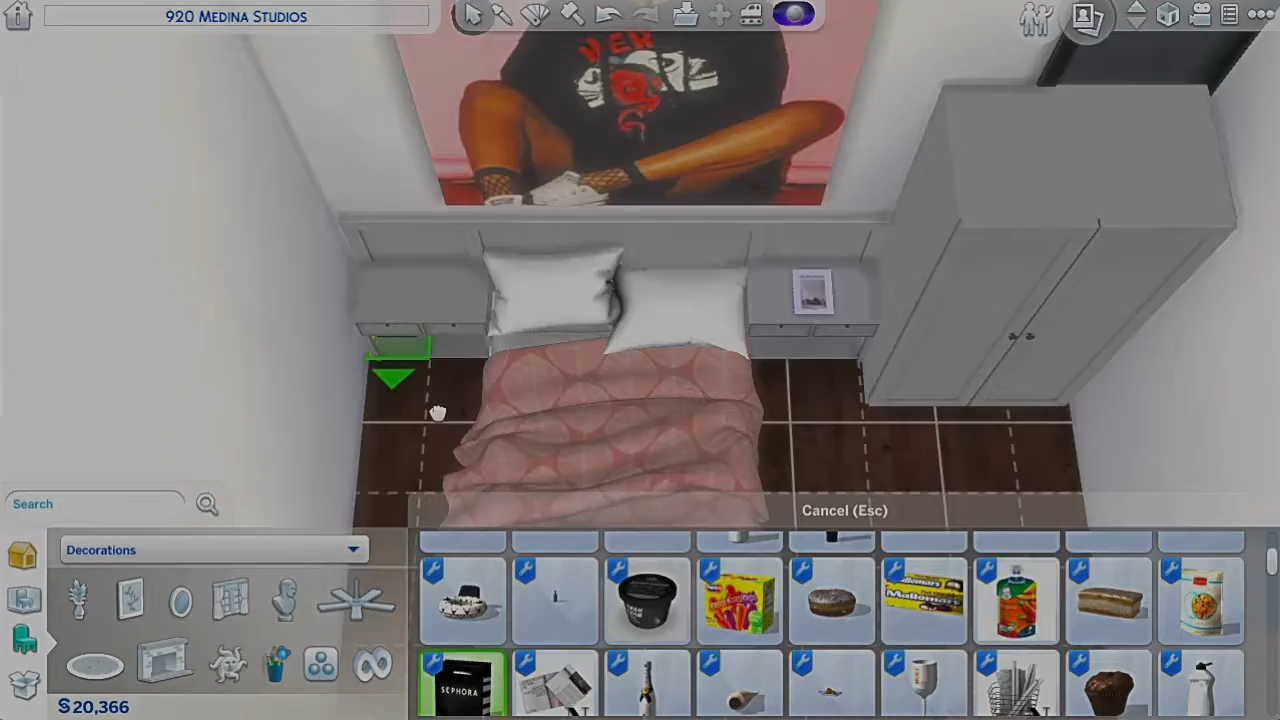 920 MEDINA STUDIOS
Cancel (Esc)
Search
Decorations
Mallomars
SEPHORA
§20,366